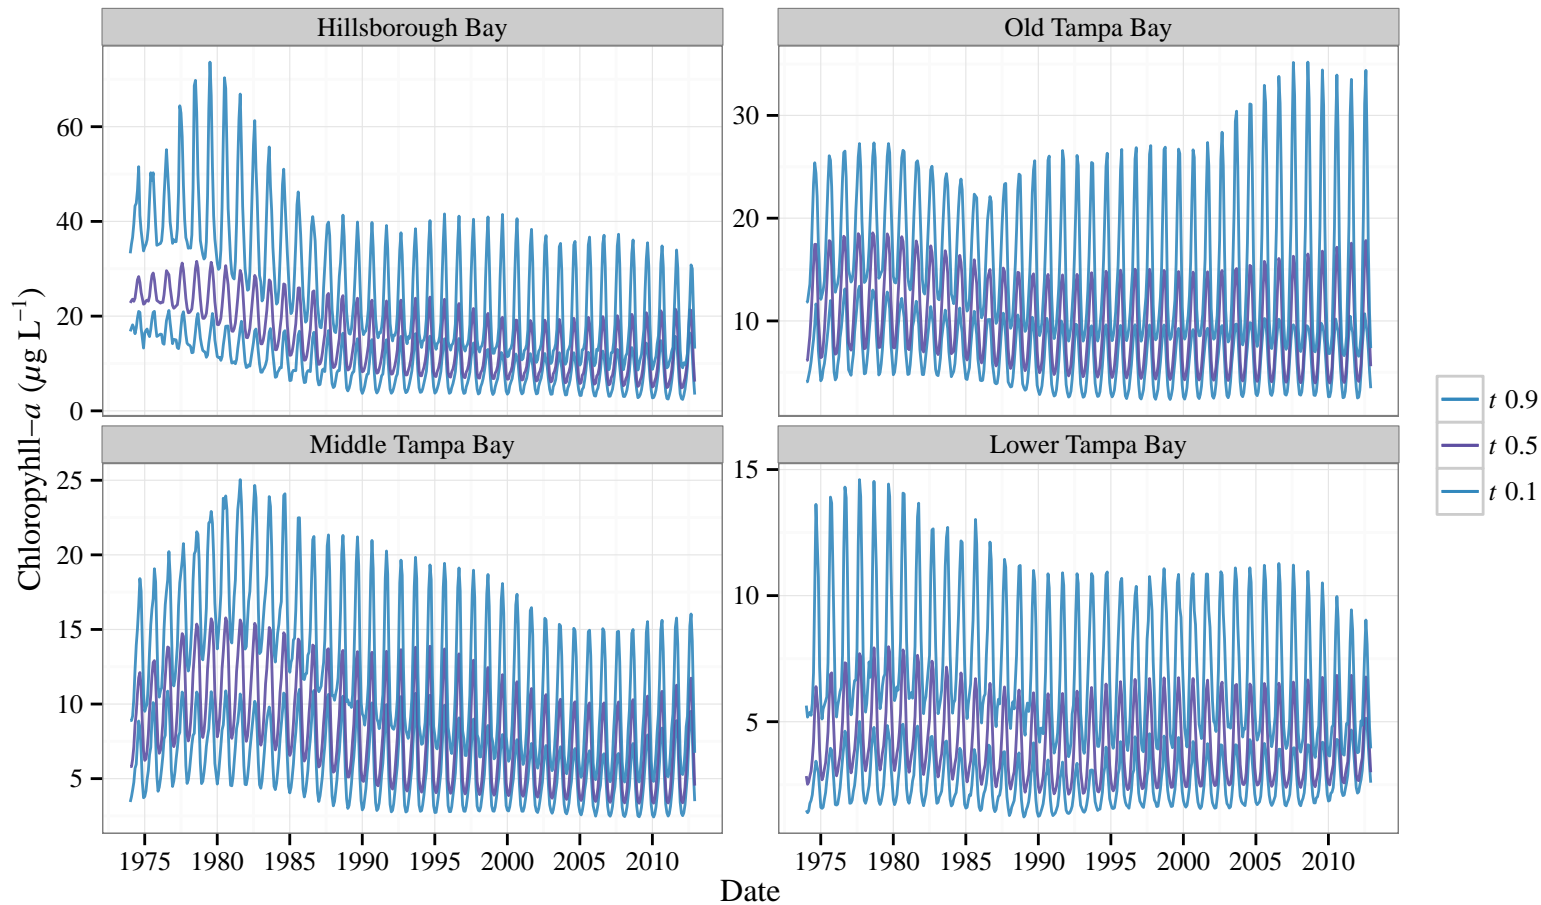 Hillsborough Bay
Old Tampa Bay
60
40
20
0
30
20
10
Middle Tampa Bay
Lower Tampa Bay
25
20
15
10
5
15
10
5
1975 1980 1985 1990 1995 2000 2005 2010
1975 1980 1985 1990 1995 2000 2005 2010
Date
Chloropyhll−a (μg L−1)
t 0.9
t 0.5
t 0.1